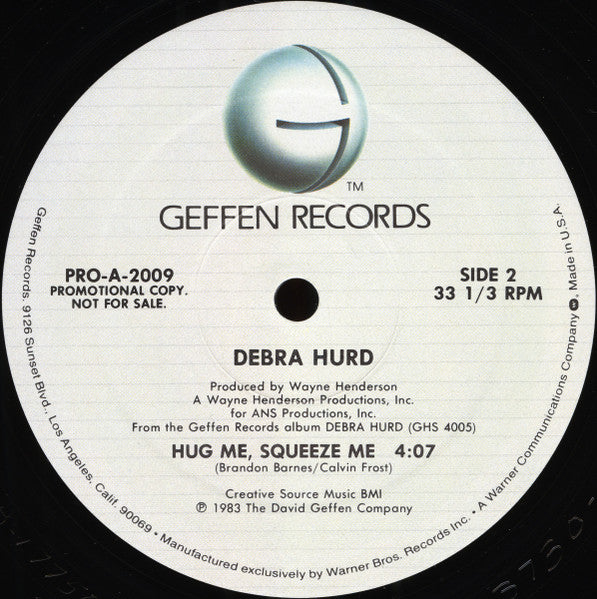 G
TM
GEFFEN RECORDS
PRO-A-2009
PROMOTIONAL COPY.
NOT FOR SALE.
SIDE 2
33 1/3 RPM
DEBRA HURD
Produced by Wayne Henderson
A Wayne Henderson Productions, Inc.
for ANS Productions, Inc.
From the Geffen Records album DEBRA HURD (GHS 4005)
HUG ME, SQUEEZE ME 4:07
(Brandon Barnes/Calvin Frost)
Creative Source Music BMI
℗ 1983 The David Geffen Company
Geffen Records. 9126 Sunset Blvd., Los Angeles, Calif. 90069 • Manufactured exclusively by Warner Bros. Records Inc. • A Warner Communications Company, Made in U.S.A.